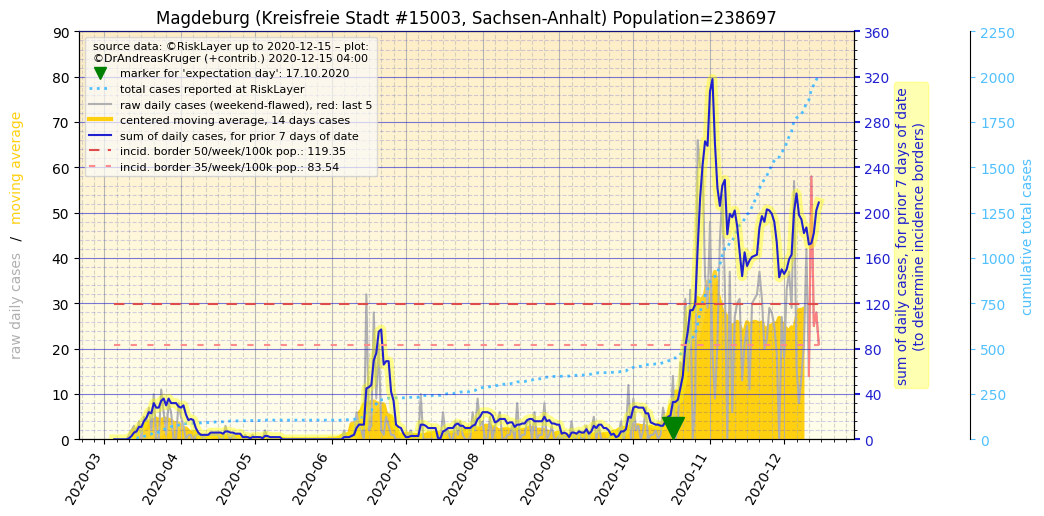 Magdeburg (Kreisfreie Stadt #15003, Sachsen-Anhalt) Population=238697
source data: ©RiskLayer up to 2020-12-15 – plot:
©DrAndreasKruger (+contrib.) 2020-12-15 04:00
marker for 'expectation day': 17.10.2020
total cases reported at RiskLayer
raw daily cases (weekend-flawed), red: last 5
centered moving average, 14 days cases
sum of daily cases, for prior 7 days of date
incid. border 50/week/100k pop.: 119.35
incid. border 35/week/100k pop.: 83.54
raw daily cases / moving average
90
80
70
60
50
40
30
20
10
0
2020-03
2020-04
2020-05
2020-06
2020-07
2020-08
2020-09
2020-10
2020-11
2020-12
360
320
280
240
200
160
120
80
40
0
sum of daily cases, for prior 7 days of date
(to determine incidence borders)
2250
2000
1750
1500
1250
1000
750
500
250
0
cumulative total cases